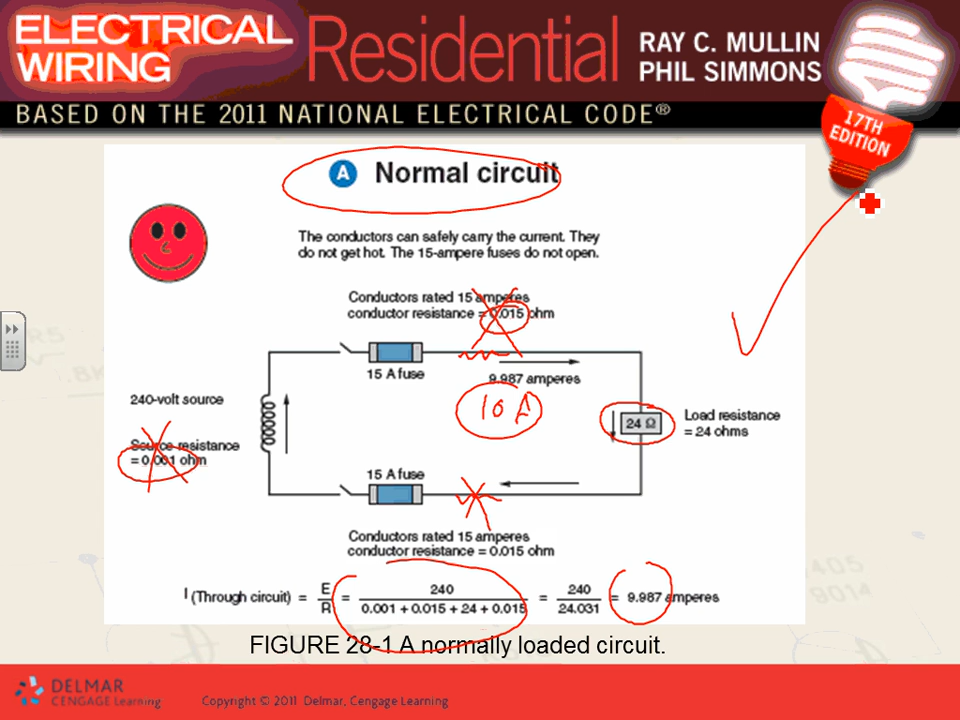 ELECTRICAL
WIRING
Residential
RAY C. MULLIN
PHIL SIMMONS
BASED ON THE 2011 NATIONAL ELECTRICAL CODE®
17TH
EDITION
A Normal circuit
The conductors can safely carry the current. They
do not get hot. The 15-ampere fuses do not open.
Conductors rated 15 amperes
conductor resistance = 0.015 ohm
15 A fuse
9.987 amperes
10 A
240-volt source
Source resistance
= 0.001 ohm
24 Ω
Load resistance
= 24 ohms
15 A fuse
Conductors rated 15 amperes
conductor resistance = 0.015 ohm
I (Through circuit) = E/R = 240/0.001 + 0.015 + 24 + 0.015 = 240/24.031 = 9.987 amperes
FIGURE 28-1 A normally loaded circuit.
DELMAR
CENGAGE Learning
Copyright © 2011 Delmar, Cengage Learning